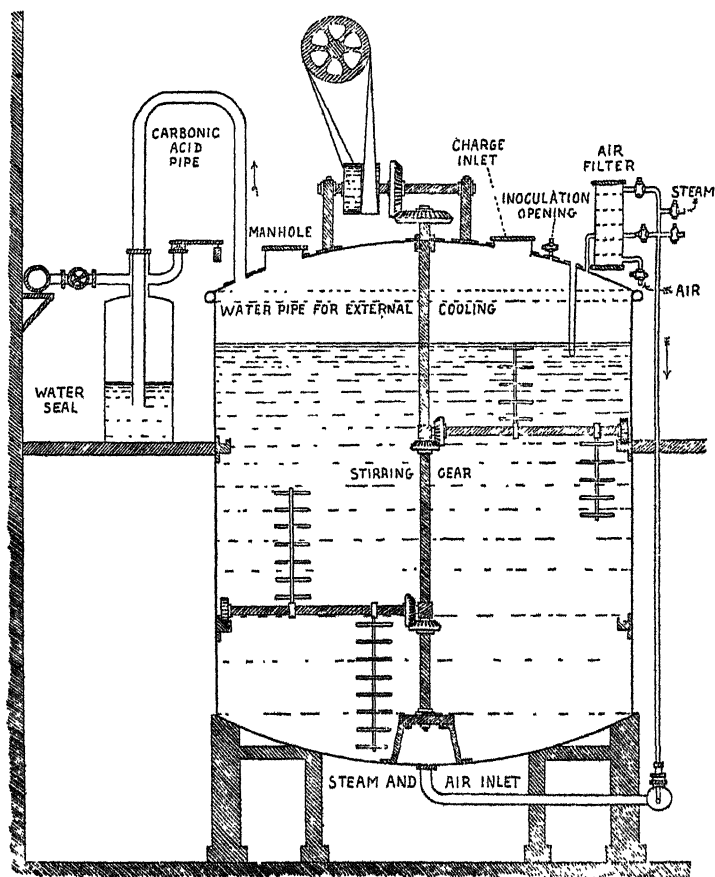 CARBONIC
ACID
PIPE
CHARGE
INLET
AIR
FILTER
STEAM
INOCULATION
OPENING
MANHOLE
AIR
WATER PIPE FOR EXTERNAL COOLING
WATER
SEAL
STIRRING GEAR
STEAM AND AIR INLET